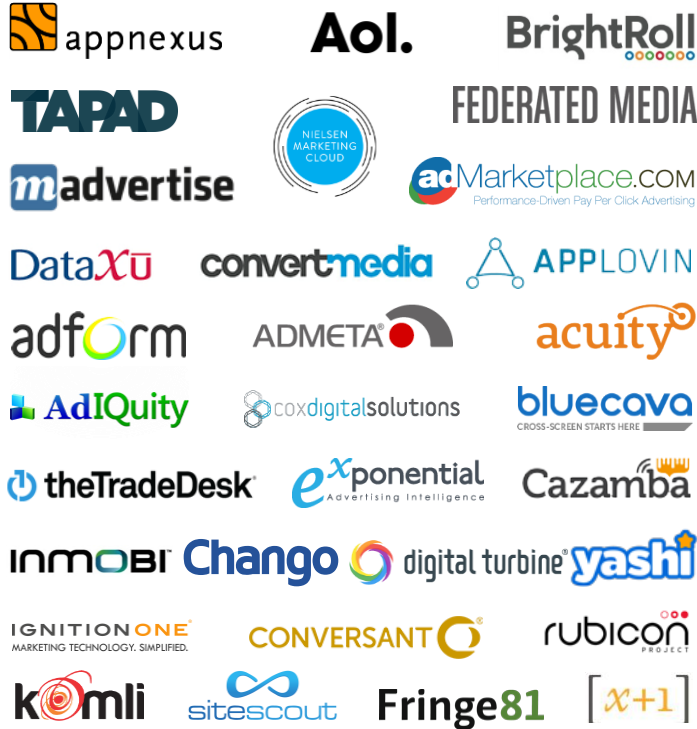 appnexus
Aol.
BrightRoll
TAPAD
NIELSEN
MARKETING
CLOUD
FEDERATED MEDIA
madvertise
adMarketplace.COM
Performance-Driven Pay Per Click Advertising
DataXū
convertmedia
APPLOVIN
adform
ADMETA®
acuity
AdIQuity
coxdigitalsolutions
bluecava
CROSS-SCREEN STARTS HERE
theTradeDesk®
exponential
Advertising Intelligence
Cazamba
INMOBI™
Chango
digital turbine®
yashi
IGNITIONONE®
MARKETING TECHNOLOGY. SIMPLIFIED.
CONVERSANT®
rubicon
PROJECT
komli
sitescout
Fringe81
[x+1]